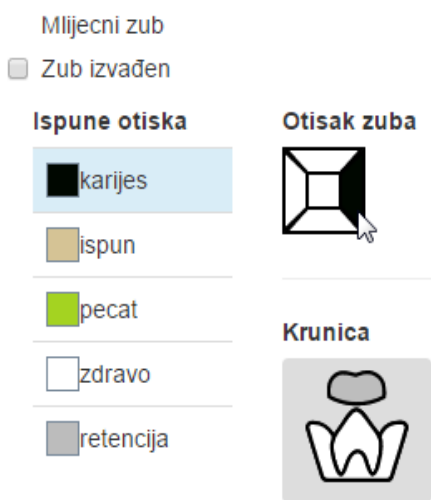 Mlijecni zub
Zub izvađen
Ispune otiska
karijes
ispun
pecat
zdravo
retencija
Otisak zuba
Krunica